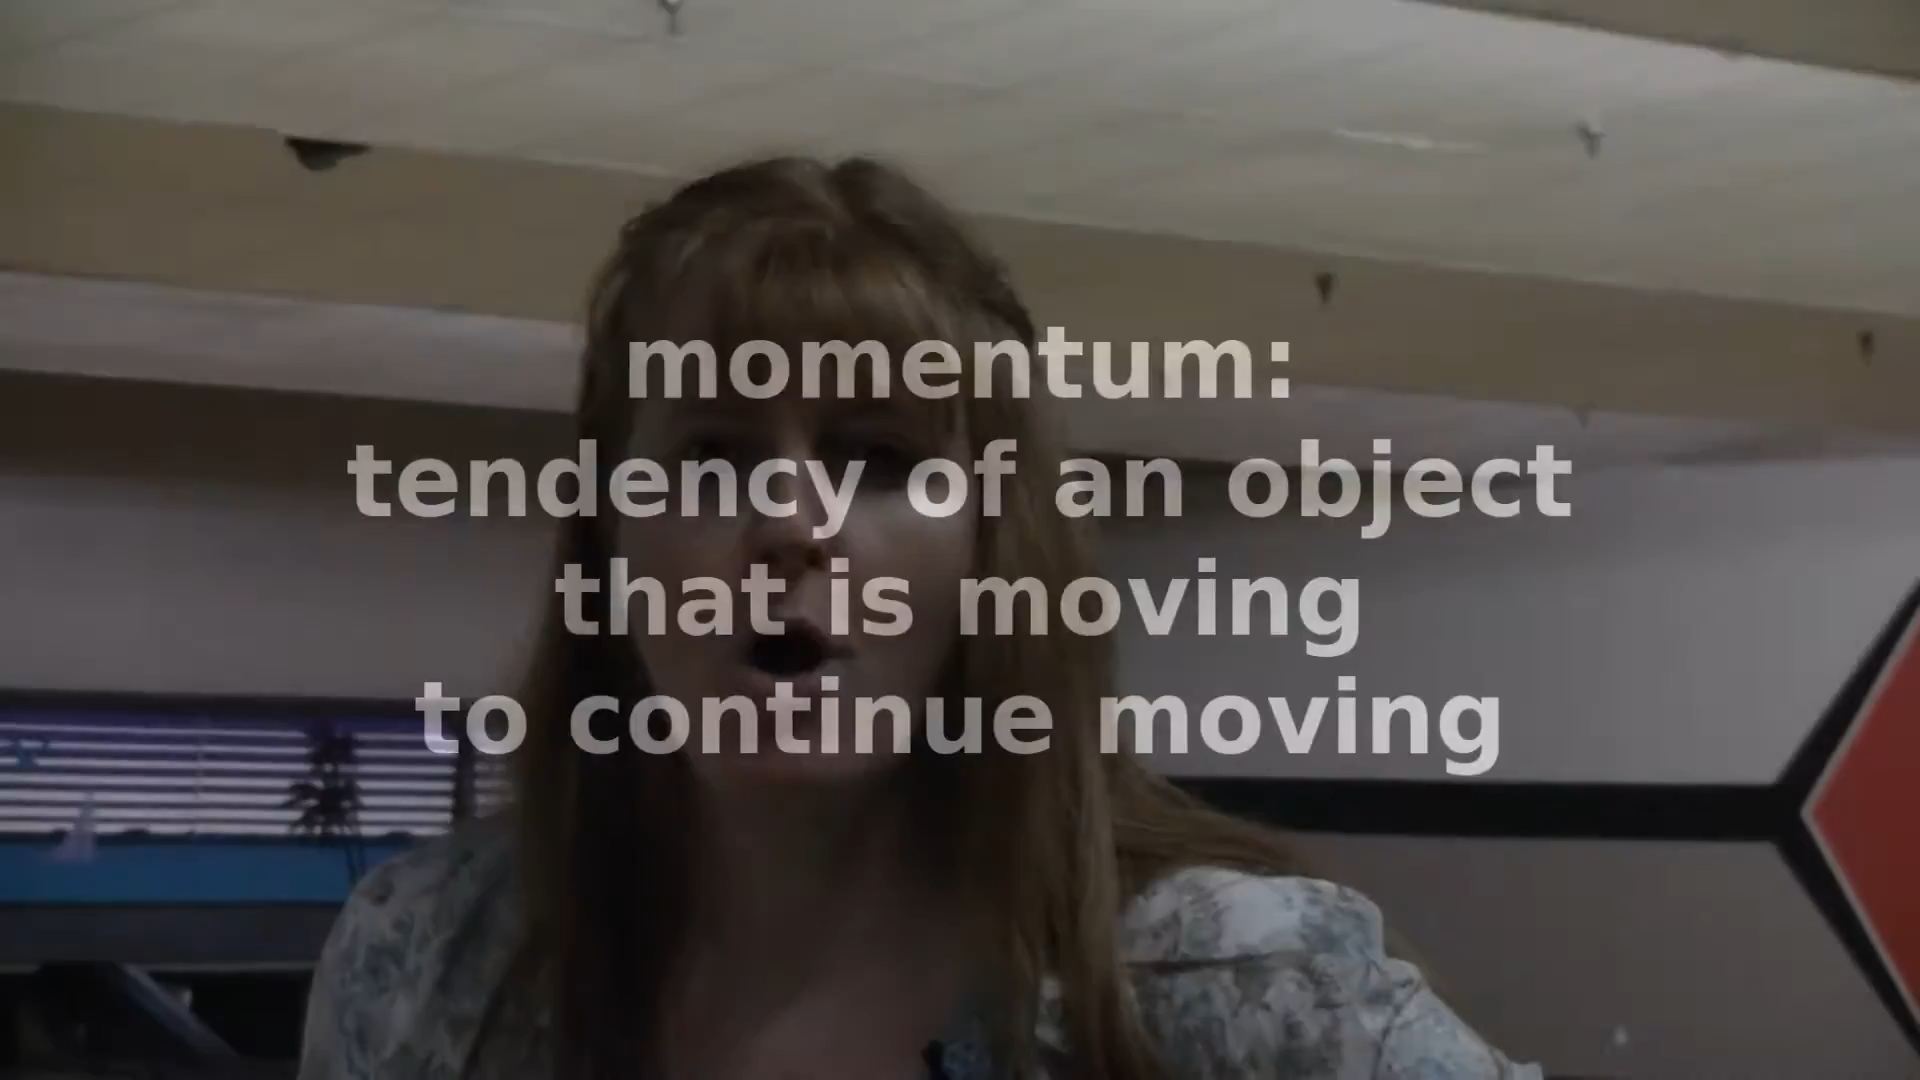 momentum:
tendency of an object
that is moving
to continue moving